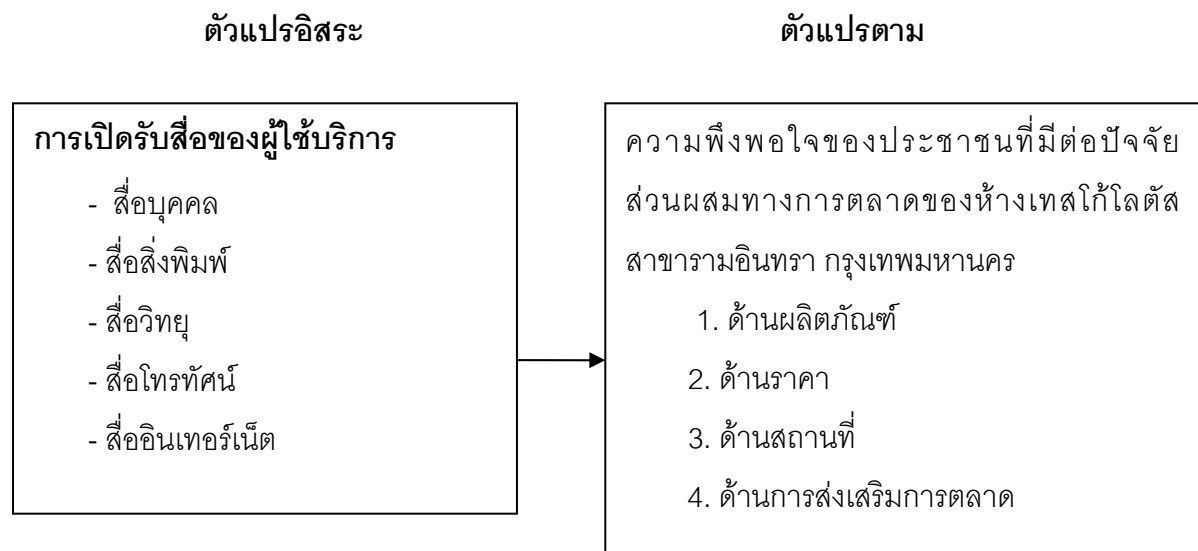 ตัวแปรอิสระ
ตัวแปรตาม
การเปิดรับสื่อของผู้ใช้บริการ
- สื่อบุคคล
- สื่อสิ่งพิมพ์
- สื่อวิทยุ
- สื่อโทรทัศน์
- สื่ออินเทอร์เน็ต
ความพึงพอใจของประชาชนที่มีต่อปัจจัย
ส่วนผสมทางการตลาดของห้างเทสโก้โลตัส
สาขารามอินทรา กรุงเทพมหานคร
1. ด้านผลิตภัณฑ์
2. ด้านราคา
3. ด้านสถานที่
4. ด้านการส่งเสริมการตลาด